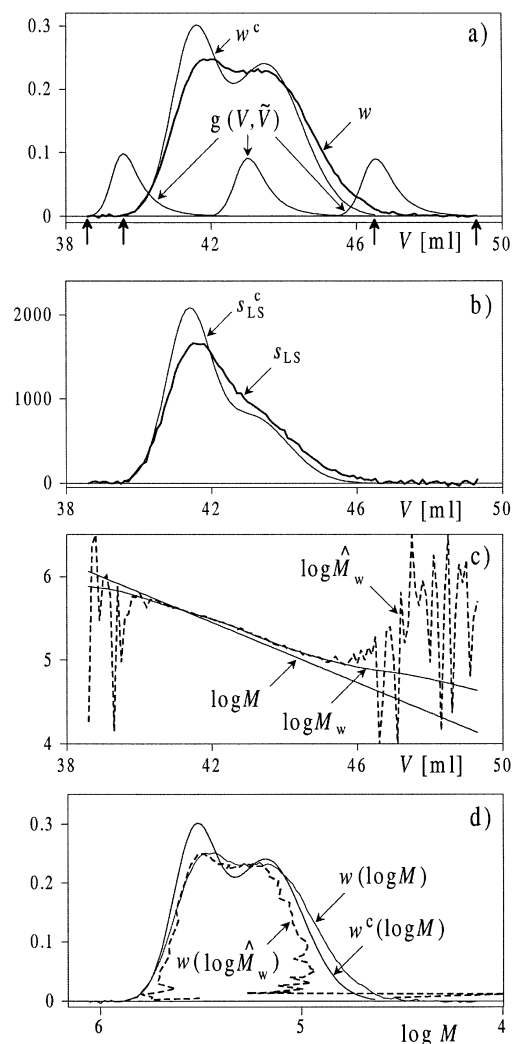 a)
0.3
0.2
0.1
0
w^c
w
g (V, Ṽ)
38
42
46
50
V [ml]
b)
2000
1000
0
s_LS^c
s_LS
38
42
46
50
V [ml]
c)
6
5
4
log M̂_w
log M
log M_w
38
42
46
50
V [ml]
d)
0.3
0.2
0.1
0
w (log M)
w^c (log M)
w (log M̂_w)
6
5
4
log M